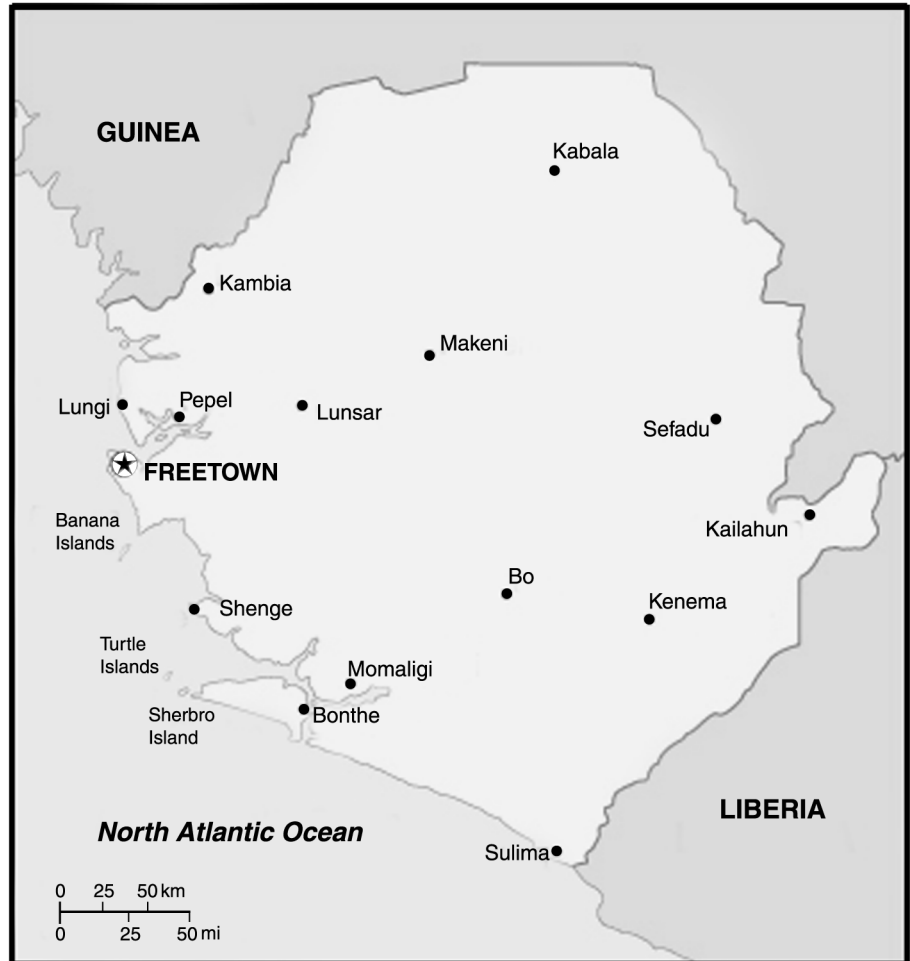 GUINEA
Kabala
Kambia
Makeni
Lungi
Pepel
Lunsar
Sefadu
FREETOWN
Banana
Islands
Kailahun
Bo
Kenema
Shenge
Turtle
Islands
Momaligi
Sherbro
Island
Bonthe
LIBERIA
North Atlantic Ocean
Sulima
0 25 50 km
0 25 50 mi